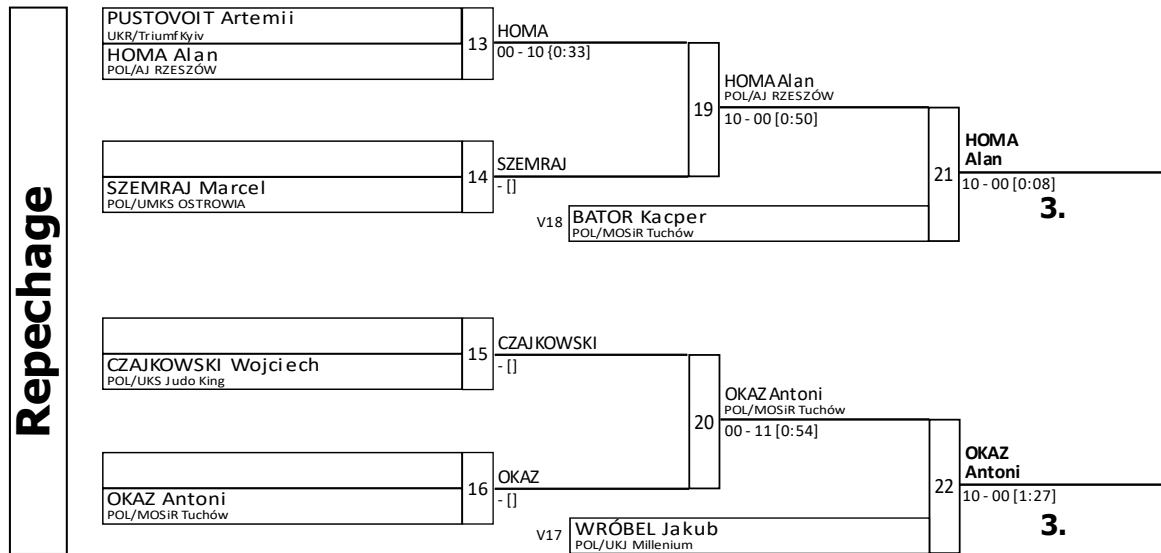 Repechage
PUSTOVOIT Artemii
UKR/TriumfKyiv
HOMA Alan
POL/AJ RZESZÓW
13
HOMA
00 - 10 {0:33}
SZEMRAJ Marcel
POL/UMKS OSTROWIA
14
SZEMRAJ
- []
19
HOMA Alan
POL/AJ RZESZÓW
10 - 00 [0:50]
V18
BATOR Kacper
POL/MOSiR Tuchów
21
HOMA
Alan
10 - 00 [0:08]
3.
CZAJKOWSKI Wojciech
POL/UKS Judo King
15
CZAJKOWSKI
- []
OKAZ Antoni
POL/MOSiR Tuchów
16
OKAZ
- []
20
OKAZ Antoni
POL/MOSiR Tuchów
00 - 11 [0:54]
V17
WRÓBEL Jakub
POL/UKJ Millenium
22
OKAZ
Antoni
10 - 00 [1:27]
3.